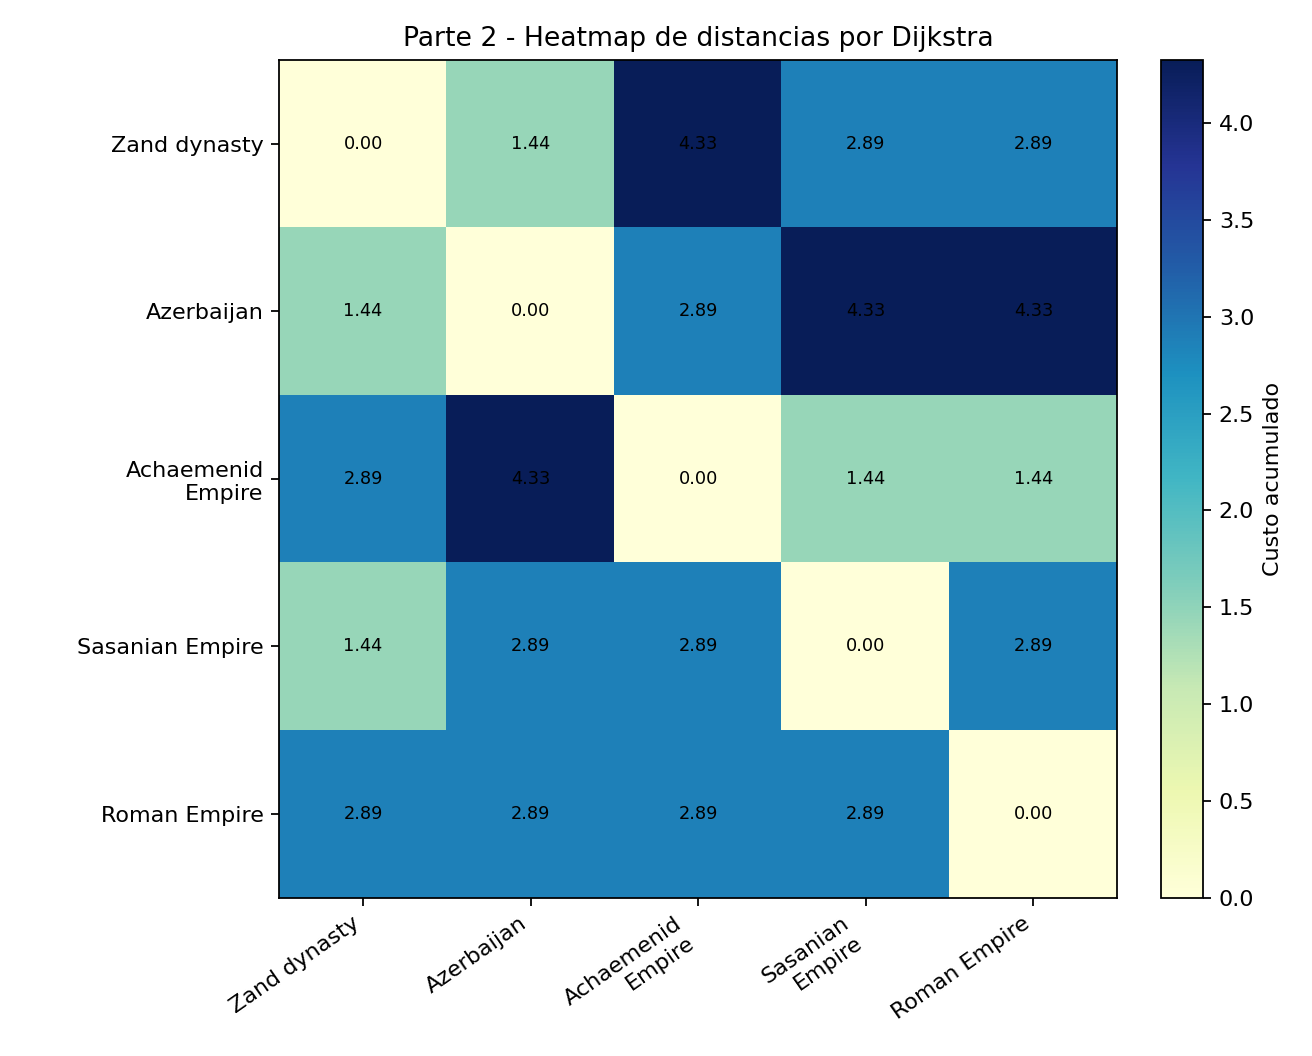 Parte 2 - Heatmap de distancias por Dijkstra
Zand dynasty
0.00 1.44 4.33 2.89 2.89
Azerbaijan
1.44 0.00 2.89 4.33 4.33
Achaemenid
Empire
2.89 4.33 0.00 1.44 1.44
Sasanian Empire
1.44 2.89 2.89 0.00 2.89
Roman Empire
2.89 2.89 2.89 2.89 0.00
Zand dynasty
Azerbaijan
Achaemenid
Empire
Sasanian
Empire
Roman Empire
4.0
3.5
3.0
2.5
2.0
1.5
1.0
0.5
0.0
Custo acumulado